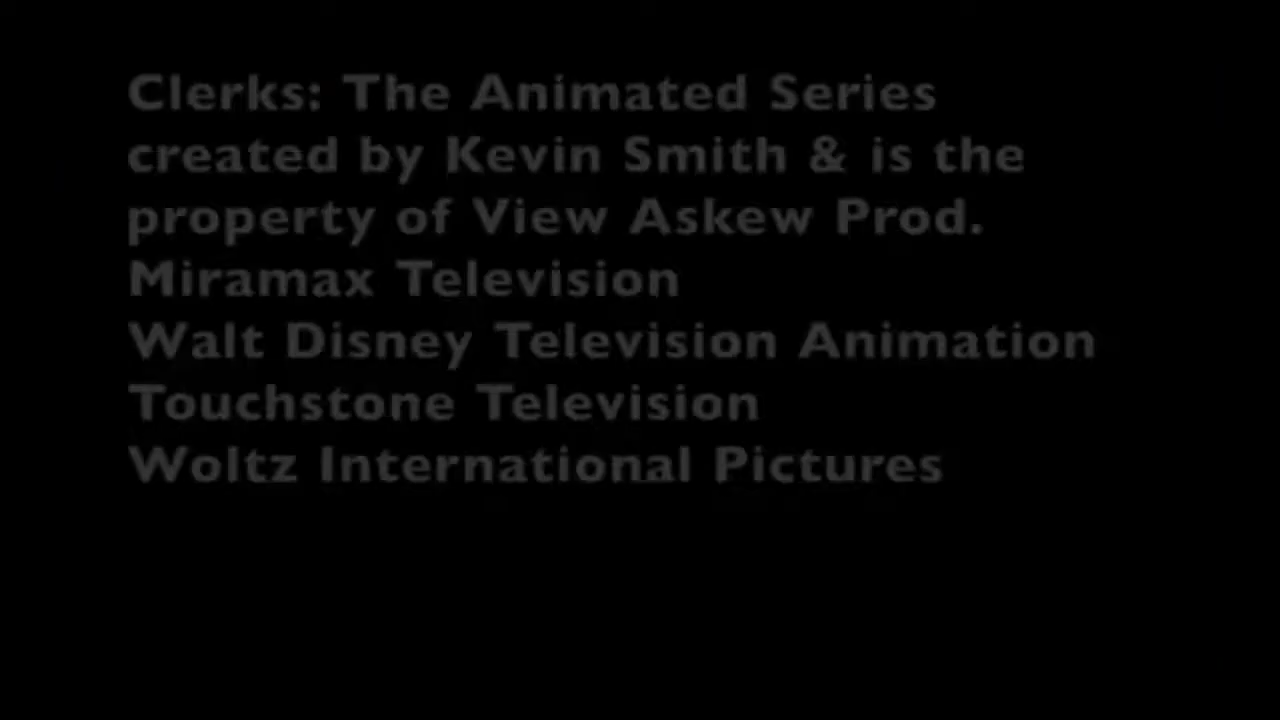 Clerks: The Animated Series
created by Kevin Smith & is the
property of View Askew Prod.
Miramax Television
Walt Disney Television Animation
Touchstone Television
Woltz International Pictures